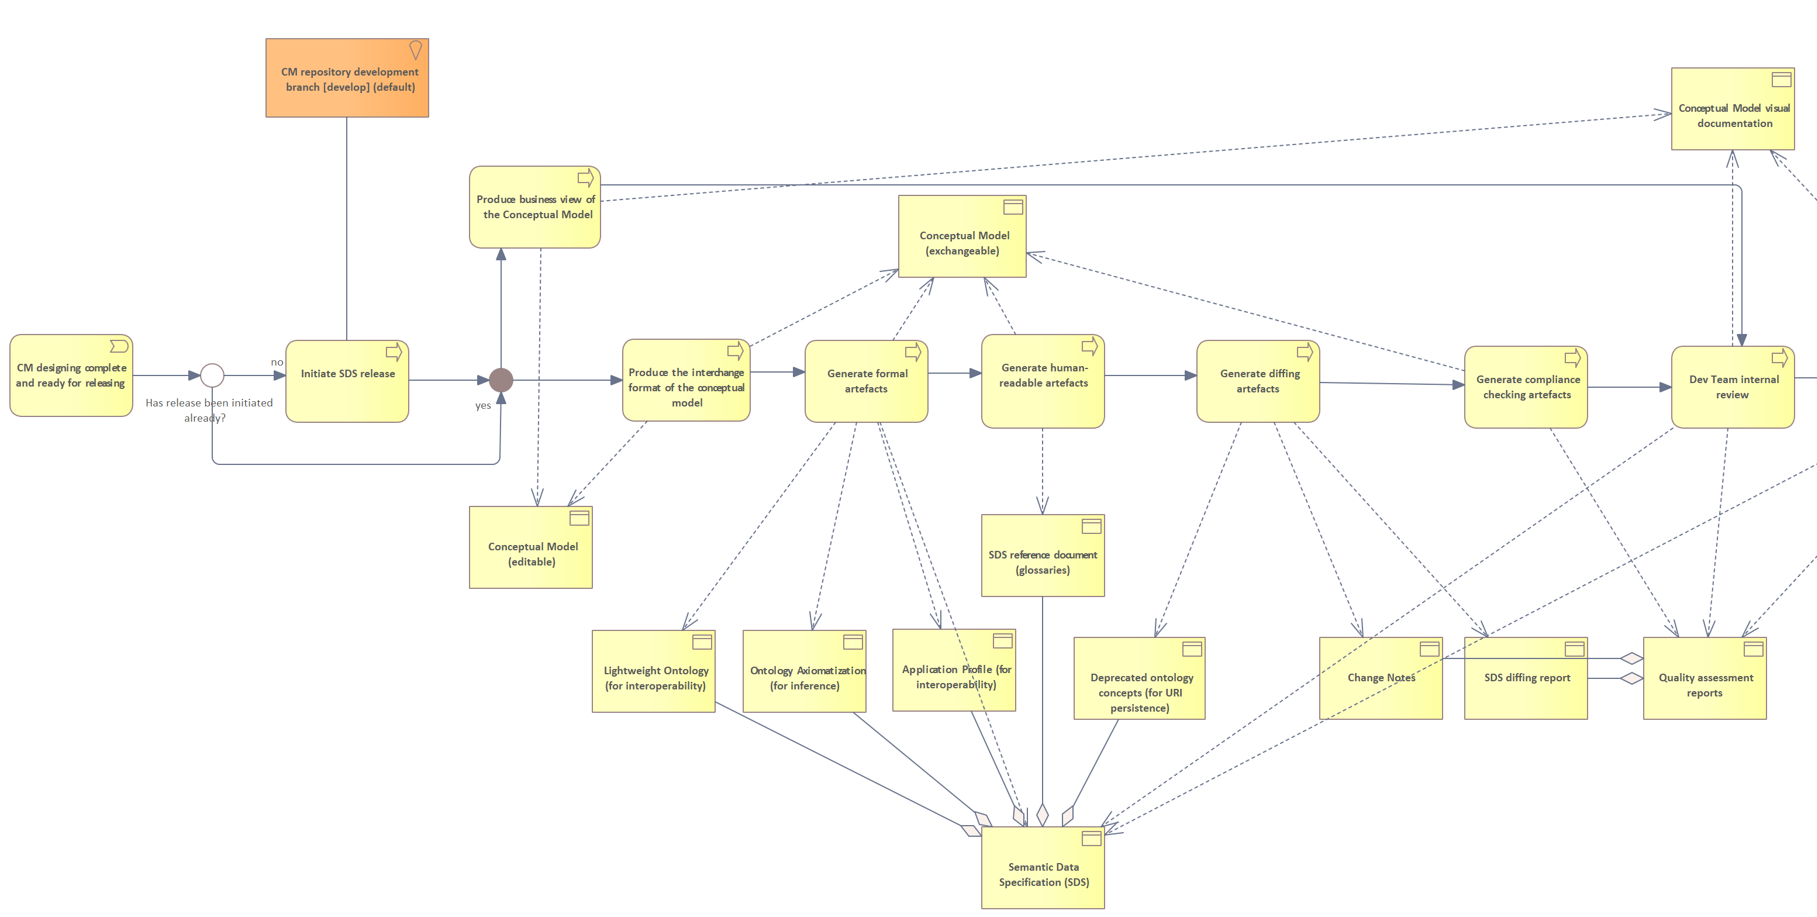 CM repository development
branch [develop] (default)
Conceptual Model visual
documentation
Produce business view of
the Conceptual Model
Conceptual Model
(exchangeable)
CM designing complete
and ready for releasing
no
Has release been initiated
already?
Initiate SDS release
yes
Produce the interchange
format of the conceptual
model
Generate formal
artefacts
Generate human-
readable artefacts
Generate diffing
artefacts
Generate compliance
checking artefacts
Dev Team internal
review
Conceptual Model
(editable)
SDS reference document
(glossaries)
Lightweight Ontology
(for interoperability)
Ontology Axiomatization
(for inference)
Application Profile (for
interoperability)
Deprecated ontology
concepts (for URI
persistence)
Change Notes
SDS diffing report
Quality assessment
reports
Semantic Data
Specification (SDS)